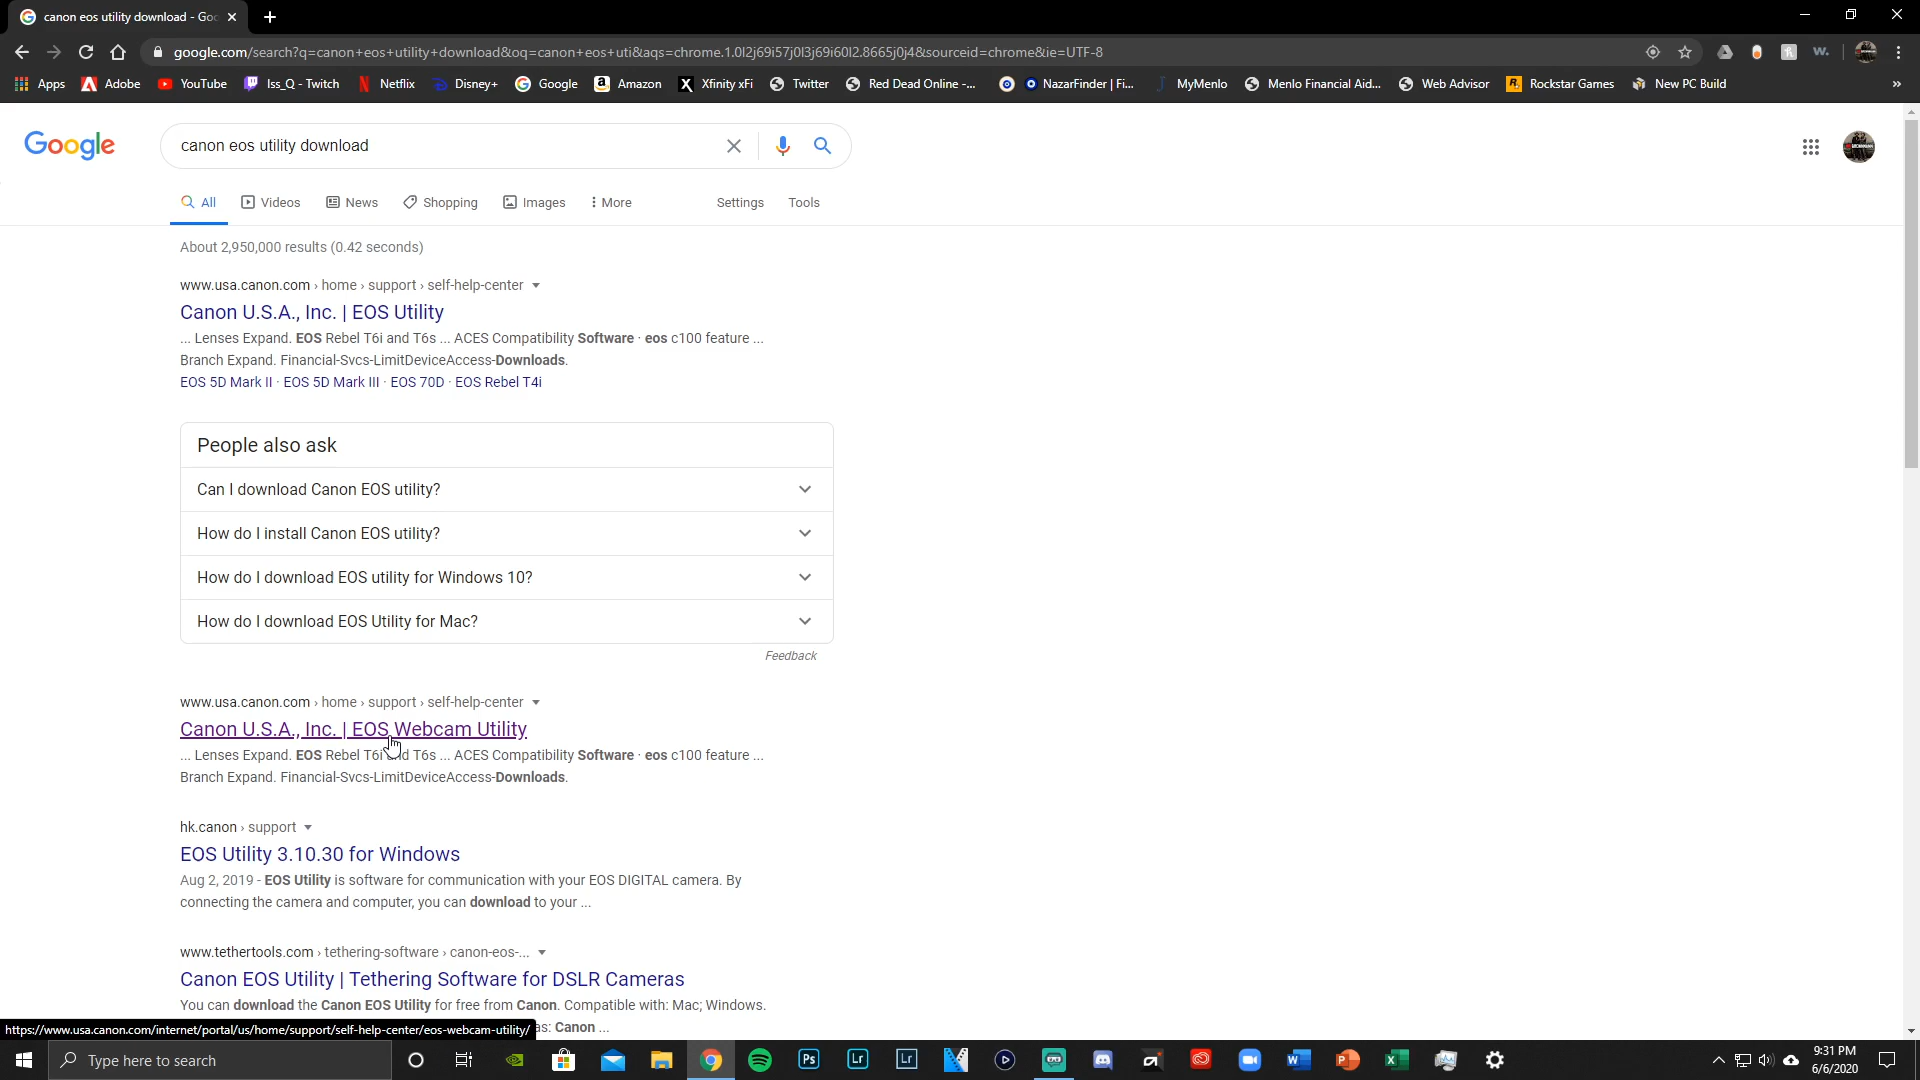 canon eos utility download - Goo
google.com/search?q=canon+eos+utility+download&oq=canon+eos+uti&aqs=chrome.1.0l2j69i57j0l3j69i60l2.8665j0j4&sourceid=chrome&ie=UTF-8
Apps Adobe YouTube Iss_Q - Twitch Netflix Disney+ Google Amazon Xfinity xFi Twitter Red Dead Online -... NazarFinder | Fi... MyMenlo Menlo Financial Aid... Web Advisor Rockstar Games New PC Build »
Google
canon eos utility download
All Videos News Shopping Images More Settings Tools
About 2,950,000 results (0.42 seconds)
www.usa.canon.com › home › support › self-help-center
Canon U.S.A., Inc. | EOS Utility
... Lenses Expand. EOS Rebel T6i and T6s ... ACES Compatibility Software · eos c100 feature ...
Branch Expand. Financial-Svcs-LimitDeviceAccess-Downloads.
EOS 5D Mark II · EOS 5D Mark III · EOS 70D · EOS Rebel T4i
People also ask
Can I download Canon EOS utility?
How do I install Canon EOS utility?
How do I download EOS utility for Windows 10?
How do I download EOS Utility for Mac?
Feedback
www.usa.canon.com › home › support › self-help-center
Canon U.S.A., Inc. | EOS Webcam Utility
... Lenses Expand. EOS Rebel T6i and T6s ... ACES Compatibility Software · eos c100 feature ...
Branch Expand. Financial-Svcs-LimitDeviceAccess-Downloads.
hk.canon › support
EOS Utility 3.10.30 for Windows
Aug 2, 2019 - EOS Utility is software for communication with your EOS DIGITAL camera. By
connecting the camera and computer, you can download to your ...
www.tethertools.com › tethering-software › canon-eos-...
Canon EOS Utility | Tethering Software for DSLR Cameras
You can download the Canon EOS Utility for free from Canon. Compatible with: Mac; Windows.
as: Canon ...
https://www.usa.canon.com/internet/portal/us/home/support/self-help-center/eos-webcam-utility/
Type here to search
Ps Lr Lr
9:31 PM
6/6/2020